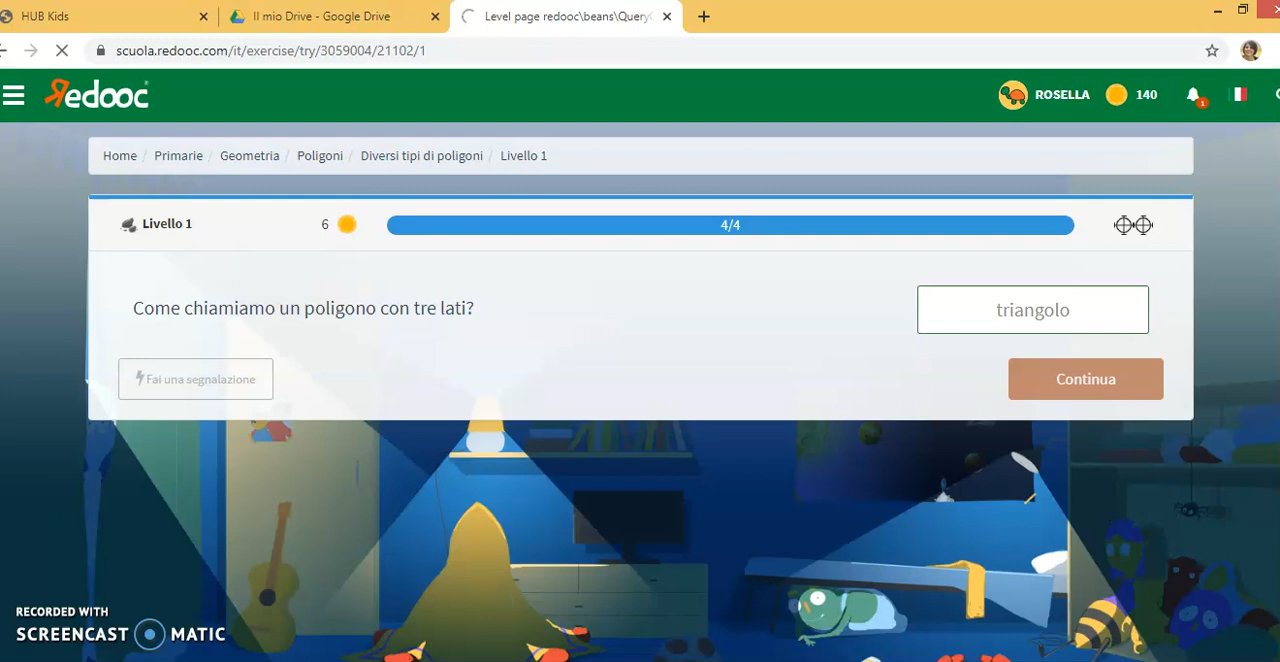 HUB Kids
Il mio Drive - Google Drive
Level page redooc\beans\Query
scuola.redooc.com/it/exercise/try/3059004/21102/1
Redooc
ROSELLA
140
1
Home / Primarie / Geometria / Poligoni / Diversi tipi di poligoni / Livello 1
Livello 1
6
4/4
Come chiamiamo un poligono con tre lati?
triangolo
Fai una segnalazione
Continua
RECORDED WITH
SCREENCAST MATIC